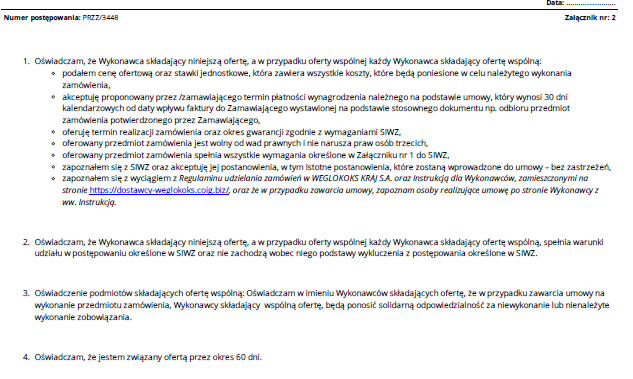 Data: ........................
Numer postępowania: PRZZ/3448 Załącznik nr: 2
1. Oświadczam, że Wykonawca składający niniejszą ofertę, a w przypadku oferty wspólnej każdy Wykonawca składający ofertę wspólną:
podałem cenę ofertową oraz stawki jednostkowe, która zawiera wszystkie koszty, które będą poniesione w celu należytego wykonania
zamówienia,
akceptuję proponowany przez /zamawiającego termin płatności wynagrodzenia należnego na podstawie umowy, który wynosi 30 dni
kalendarzowych od daty wpływu faktury do Zamawiającego wystawionej na podstawie stosownego dokumentu np. odbioru przedmiot
zamówienia potwierdzonego przez Zamawiającego,
oferuję termin realizacji zamówienia oraz okres gwarancji zgodnie z wymaganiami SIWZ,
oferowany przedmiot zamówienia jest wolny od wad prawnych i nie narusza praw osób trzecich,
oferowany przedmiot zamówienia spełnia wszystkie wymagania określone w Załączniku nr 1 do SIWZ,
zapoznałem się z SIWZ oraz akceptuję jej postanowienia, w tym Istotne postanowienia, które zostaną wprowadzone do umowy – bez zastrzeżeń,
zapoznałem się z wyciągiem z Regulaminu udzielania zamówień w WĘGLOKOKS KRAJ S.A. oraz Instrukcją dla Wykonawców, zamieszczonymi na
stronie https://dostawcy-weglokoks.coig.biz/, oraz że w przypadku zawarcia umowy, zapoznam osoby realizujące umowę po stronie Wykonawcy z
ww. Instrukcją.
2. Oświadczam, że Wykonawca składający niniejszą ofertę, a w przypadku oferty wspólnej każdy Wykonawca składający ofertę wspólną, spełnia warunki
udziału w postępowaniu określone w SIWZ oraz nie zachodzą wobec niego podstawy wykluczenia z postępowania określone w SIWZ.
3. Oświadczenie podmiotów składających ofertę wspólną: Oświadczam w imieniu Wykonawców składających ofertę, że w przypadku zawarcia umowy na
wykonanie przedmiotu zamówienia, Wykonawcy składający wspólną ofertę, będą ponosić solidarną odpowiedzialność za niewykonanie lub nienależyte
wykonanie zobowiązania.
4. Oświadczam, że jestem związany ofertą przez okres 60 dni.